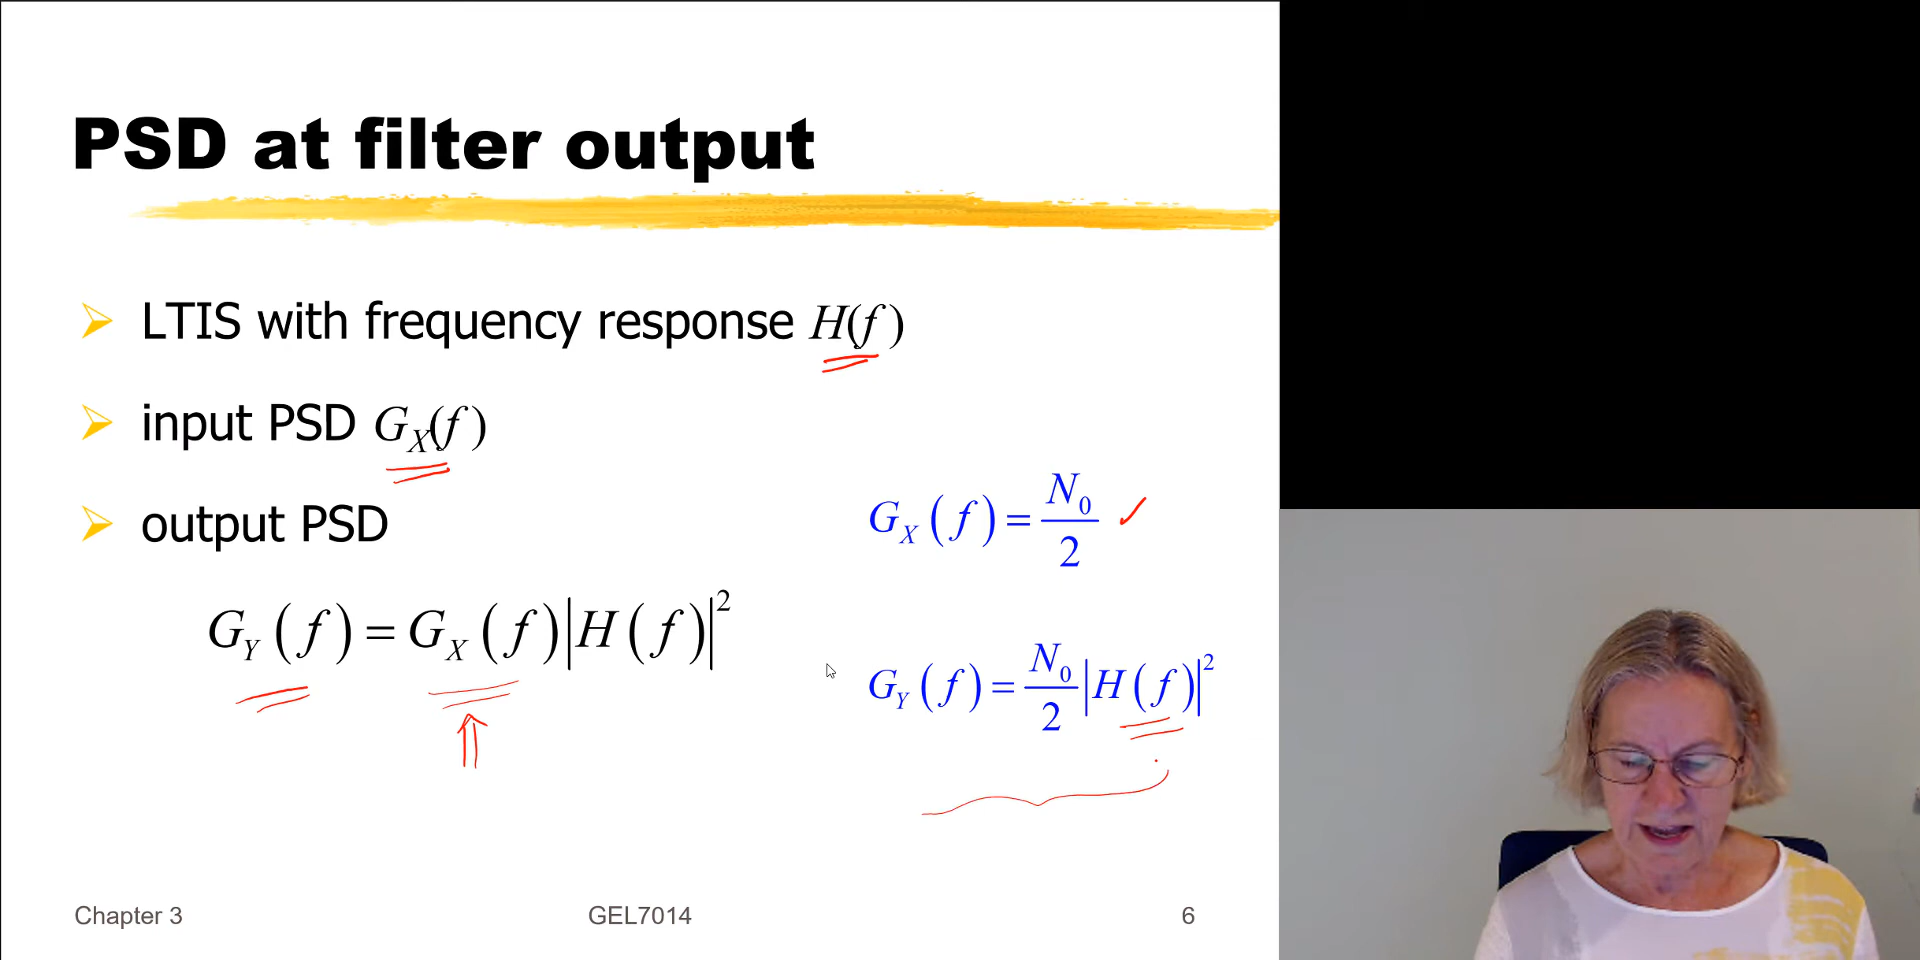 PSD at filter output
LTIS with frequency response H(f)
input PSD G_X(f)
output PSD
G_Y(f) = G_X(f)|H(f)|^2
G_X(f) = N_0/2 ✓
G_Y(f) = N_0/2 |H(f)|^2
Chapter 3 GEL7014 6